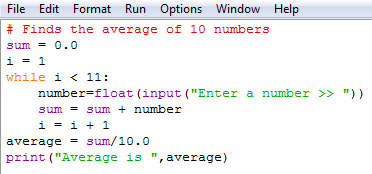 File Edit Format Run Options Window Help
# Finds the average of 10 numbers
sum = 0.0
i = 1
while i < 11:
    number=float(input("Enter a number >> "))
    sum = sum + number
    i = i + 1
average = sum/10.0
print("Average is ",average)